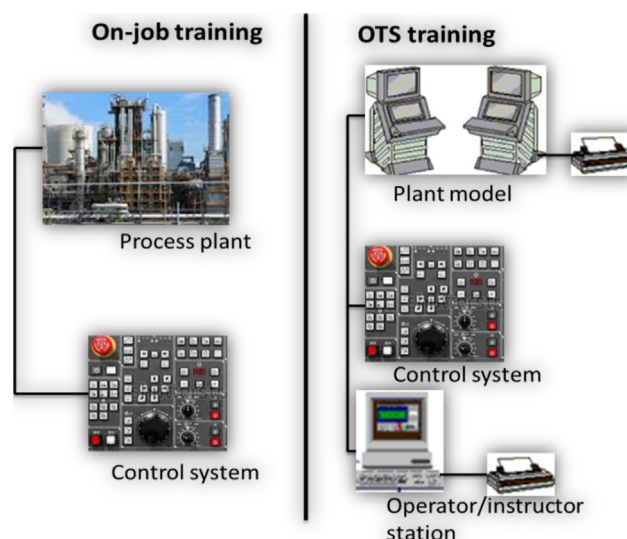 On-job training
Process plant
Control system
OTS training
Plant model
Control system
Operator/instructor
station